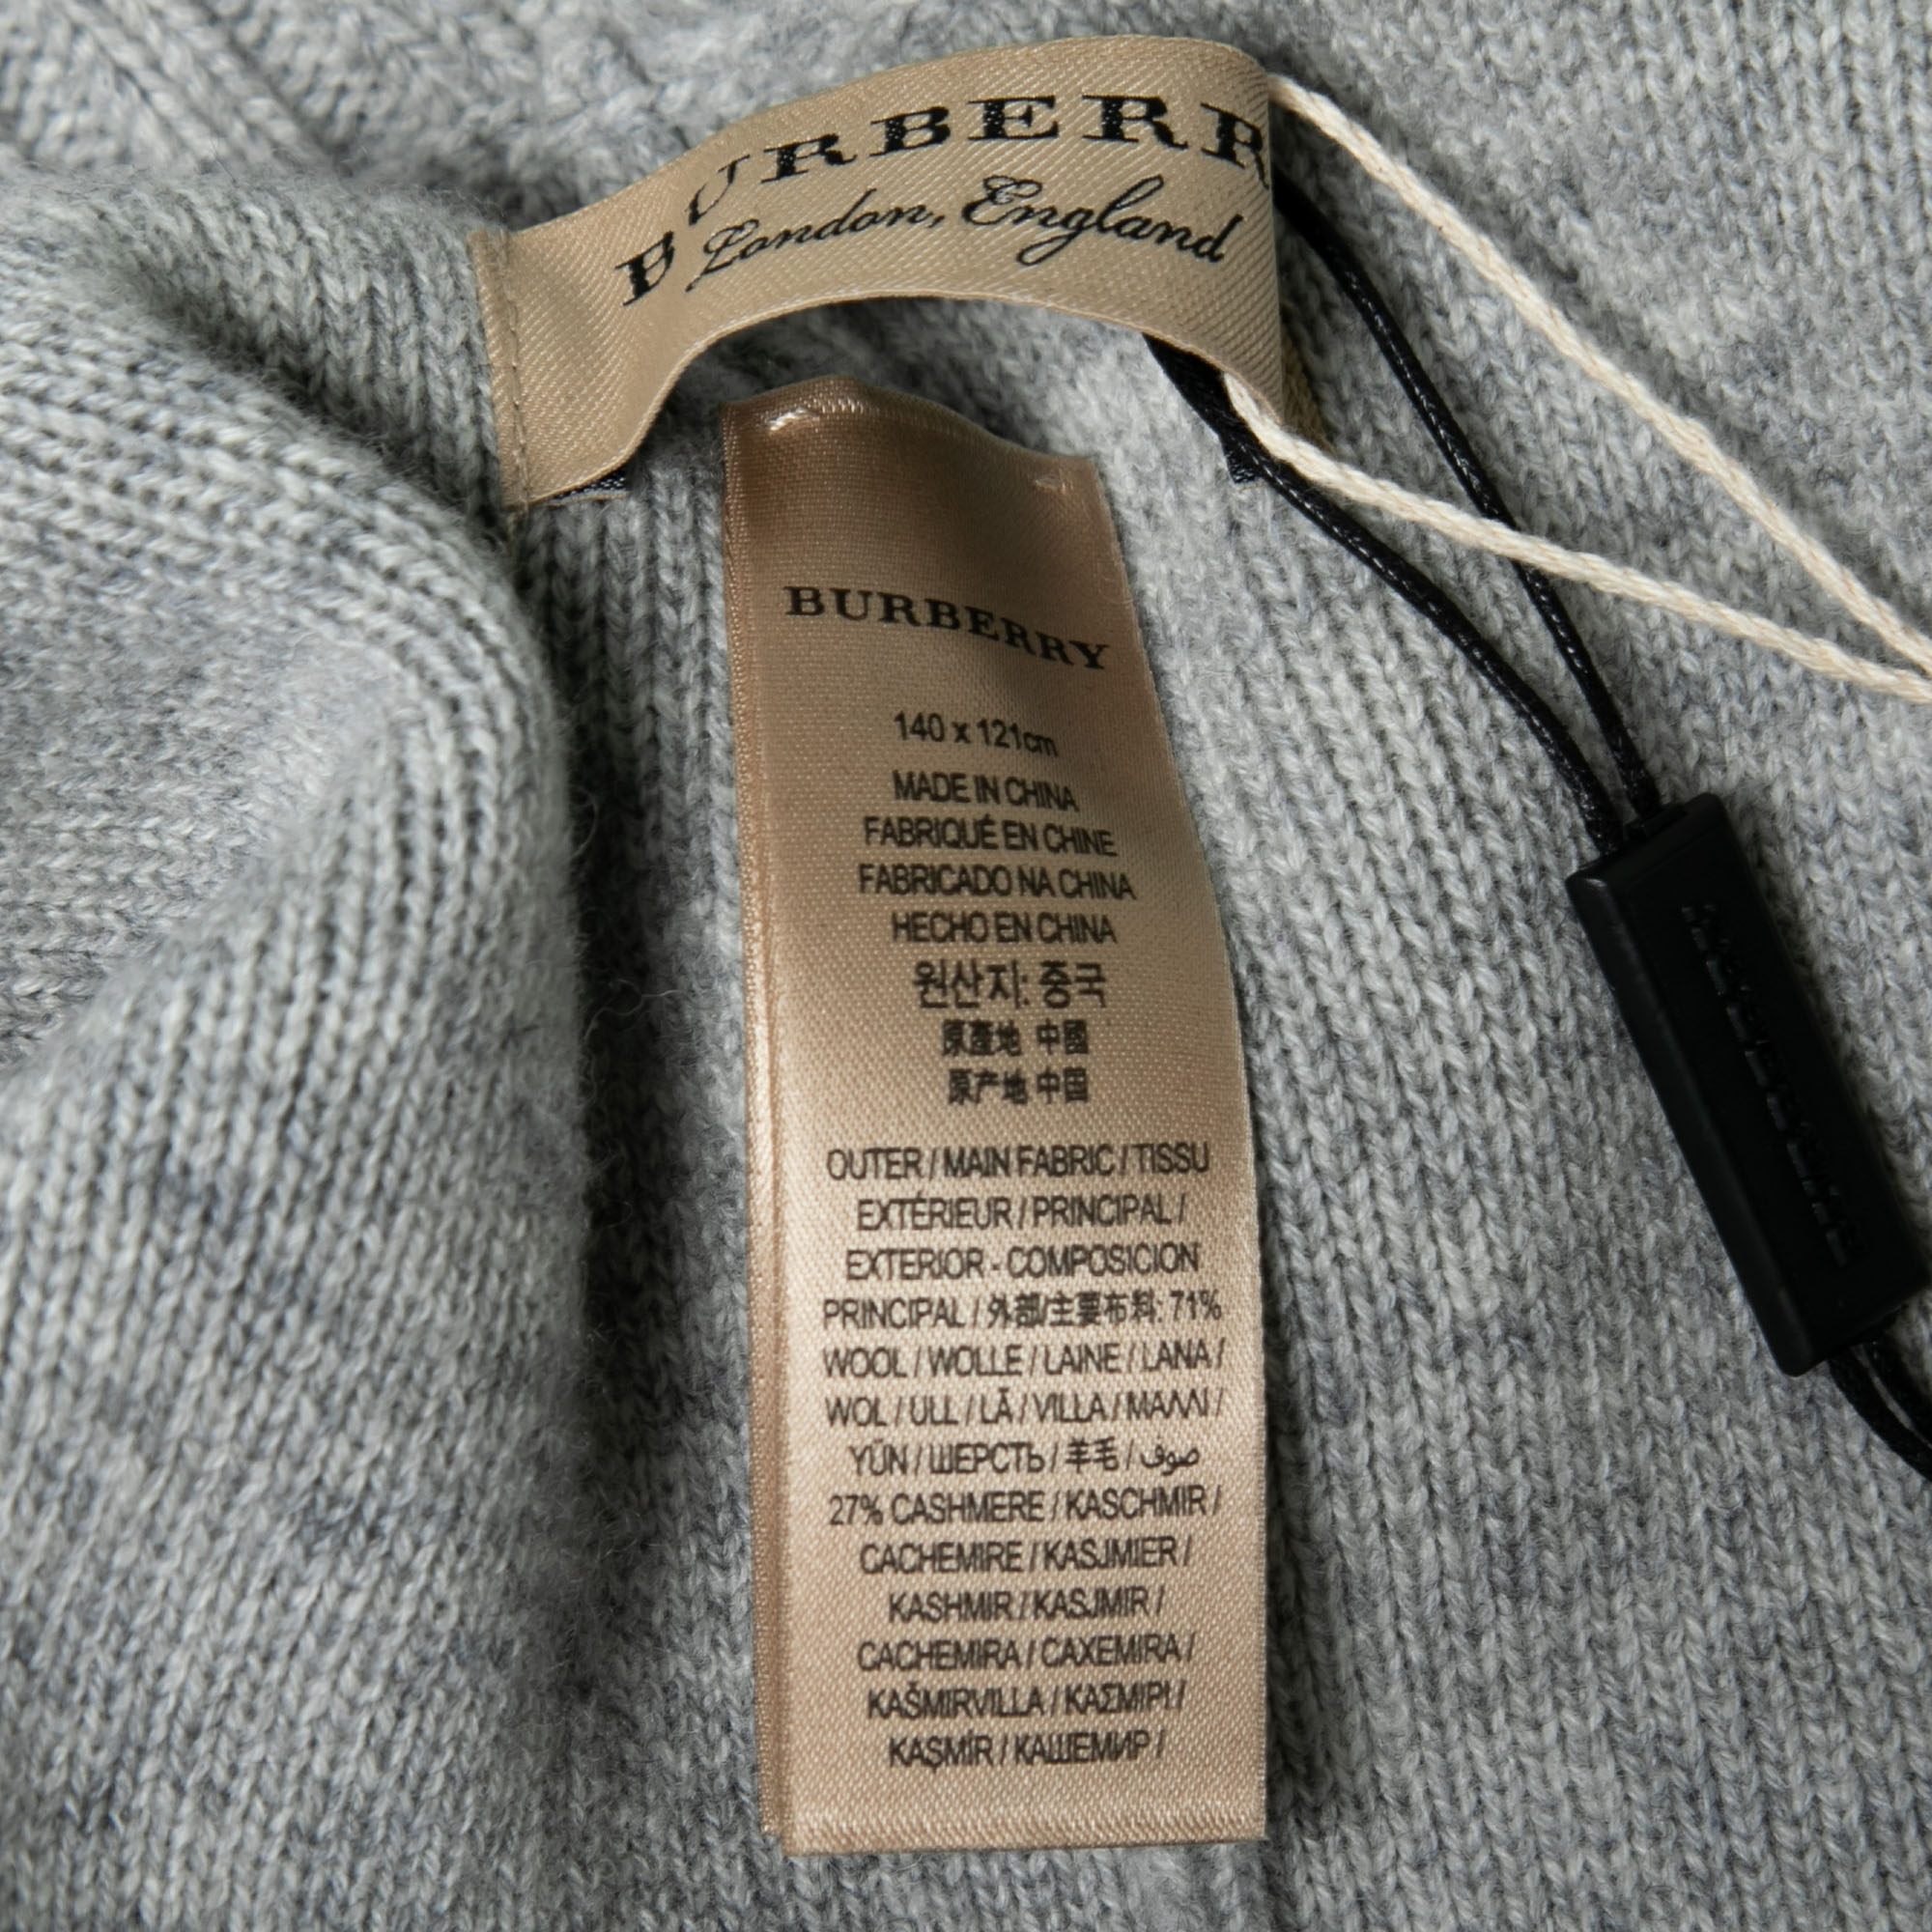 BURBERR
London, England
BURBERRY
140 x 121cm
MADE IN CHINA
FABRIQUÉ EN CHINE
FABRICADO NA CHINA
HECHO EN CHINA
원산지: 중국
原產地 中國
原产地 中国
OUTER / MAIN FABRIC / TISSU
EXTÉRIEUR / PRINCIPAL /
EXTERIOR - COMPOSICION
PRINCIPAL / 外部/主要布料: 71%
WOOL / WOLLE / LAINE / LANA /
WOL / ULL / LÃ / VILLA / ΜΑΛΛΙ /
YÜN / ШЕРСТЬ / 羊毛 / صوف
27% CASHMERE / KASCHMIR /
CACHEMIRE / KASJMIER /
KASHMIR / KASJMIR /
CACHEMIRA / CAXEMIRA /
KAŠMIRVILLA / ΚΑΣΜΙΡΙ /
KAŞMİR / КАШЕМИР /